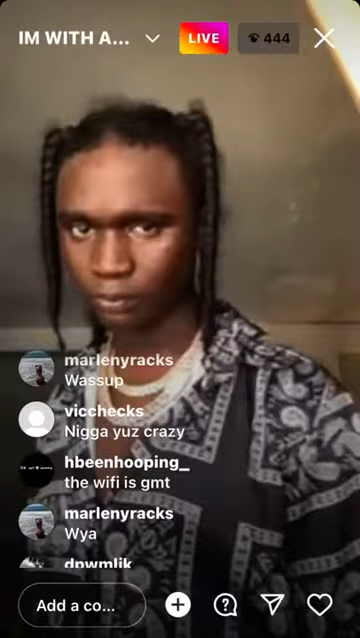 IM WITH A...
LIVE
444
marlenyracks
Wassup
vicchecks
Nigga yuz crazy
hbeenhooping_
the wifi is gmt
marlenyracks
Wya
dpwmlik
Add a co...